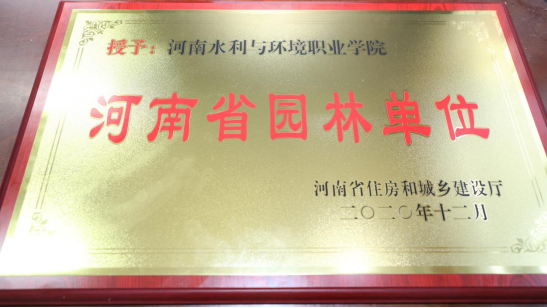 授予：河南水利与环境职业学院
河南省园林单位
河南省住房和城乡建设厅
二〇二〇年十二月